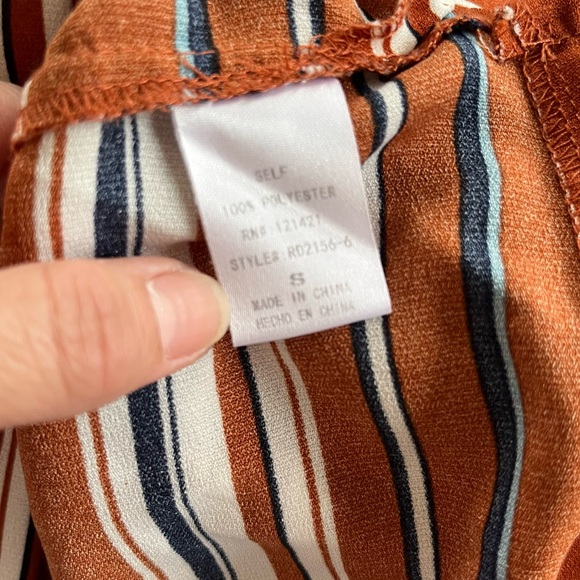 SELF
100% POLYESTER
RN#: 121421
STYLE#: RD2156-6
S
MADE IN CHINA
HECHO EN CHINA